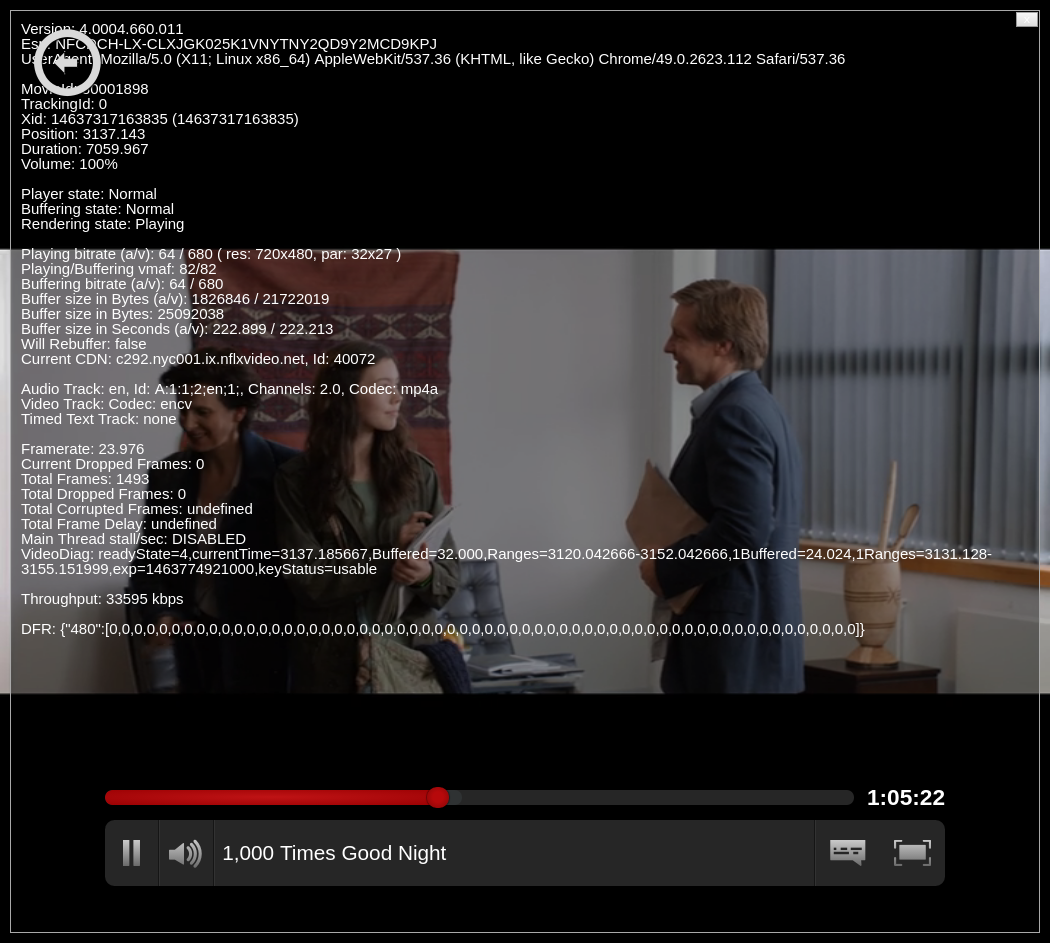 Version: 4.0004.660.011
Esn: NFCDCH-LX-CLXJGK025K1VNYTNY2QD9Y2MCD9KPJ
UserAgent: Mozilla/5.0 (X11; Linux x86_64) AppleWebKit/537.36 (KHTML, like Gecko) Chrome/49.0.2623.112 Safari/537.36
MovieId: 80001898
TrackingId: 0
Xid: 14637317163835 (14637317163835)
Position: 3137.143
Duration: 7059.967
Volume: 100%
Player state: Normal
Buffering state: Normal
Rendering state: Playing
Playing bitrate (a/v): 64 / 680 ( res: 720x480, par: 32x27 )
Playing/Buffering vmaf: 82/82
Buffering bitrate (a/v): 64 / 680
Buffer size in Bytes (a/v): 1826846 / 21722019
Buffer size in Bytes: 25092038
Buffer size in Seconds (a/v): 222.899 / 222.213
Will Rebuffer: false
Current CDN: c292.nyc001.ix.nflxvideo.net, Id: 40072
Audio Track: en, Id: A:1:1;2;en;1;, Channels: 2.0, Codec: mp4a
Video Track: Codec: encv
Timed Text Track: none
Framerate: 23.976
Current Dropped Frames: 0
Total Frames: 1493
Total Dropped Frames: 0
Total Corrupted Frames: undefined
Total Frame Delay: undefined
Main Thread stall/sec: DISABLED
VideoDiag: readyState=4,currentTime=3137.185667,Buffered=32.000,Ranges=3120.042666-3152.042666,1Buffered=24.024,1Ranges=3131.128-
3155.151999,exp=1463774921000,keyStatus=usable
Throughput: 33595 kbps
DFR: {"480":[0,0,0,0,0,0,0,0,0,0,0,0,0,0,0,0,0,0,0,0,0,0,0,0,0,0,0,0,0,0,0,0,0,0,0,0,0,0,0,0,0,0,0,0,0,0,0,0,0,0,0,0,0,0,0,0,0,0,0,0]}
1:05:22
1,000 Times Good Night